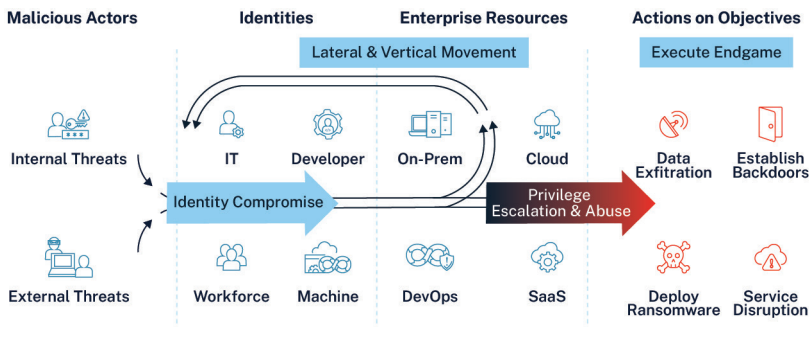 Malicious Actors
Identities
Enterprise Resources
Actions on Objectives
Lateral & Vertical Movement
Execute Endgame
Internal Threats
IT
Developer
On-Prem
Cloud
Data
Exfitration
Establish
Backdoors
Identity Compromise
Privilege
Escalation & Abuse
External Threats
Workforce
Machine
DevOps
SaaS
Deploy
Ransomware
Service
Disruption